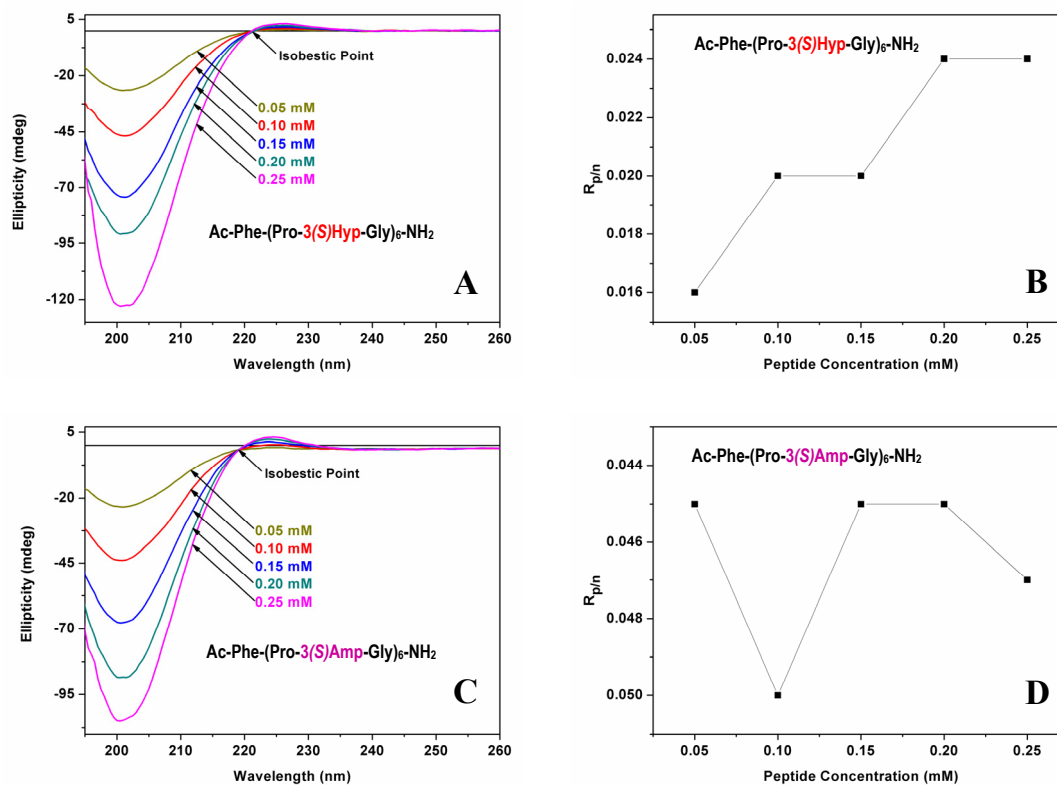 5
-20
-45
-70
-95
-120
Ellipticity (mdeg)
Isobestic Point
0.05 mM
0.10 mM
0.15 mM
0.20 mM
0.25 mM
Ac-Phe-(Pro-3(S)Hyp-Gly)6-NH2
A
200 210 220 230 240 250 260
Wavelength (nm)
Ac-Phe-(Pro-3(S)Hyp-Gly)6-NH2
0.024
0.022
0.020
0.018
0.016
Rp/n
B
0.05 0.10 0.15 0.20 0.25
Peptide Concentration (mM)
5
-20
-45
-70
-95
Ellipticity (mdeg)
Isobestic Point
0.05 mM
0.10 mM
0.15 mM
0.20 mM
0.25 mM
Ac-Phe-(Pro-3(S)Amp-Gly)6-NH2
C
200 210 220 230 240 250 260
Wavelength (nm)
Ac-Phe-(Pro-3(S)Amp-Gly)6-NH2
0.044
0.046
0.048
0.050
Rp/n
D
0.05 0.10 0.15 0.20 0.25
Peptide Concentration (mM)